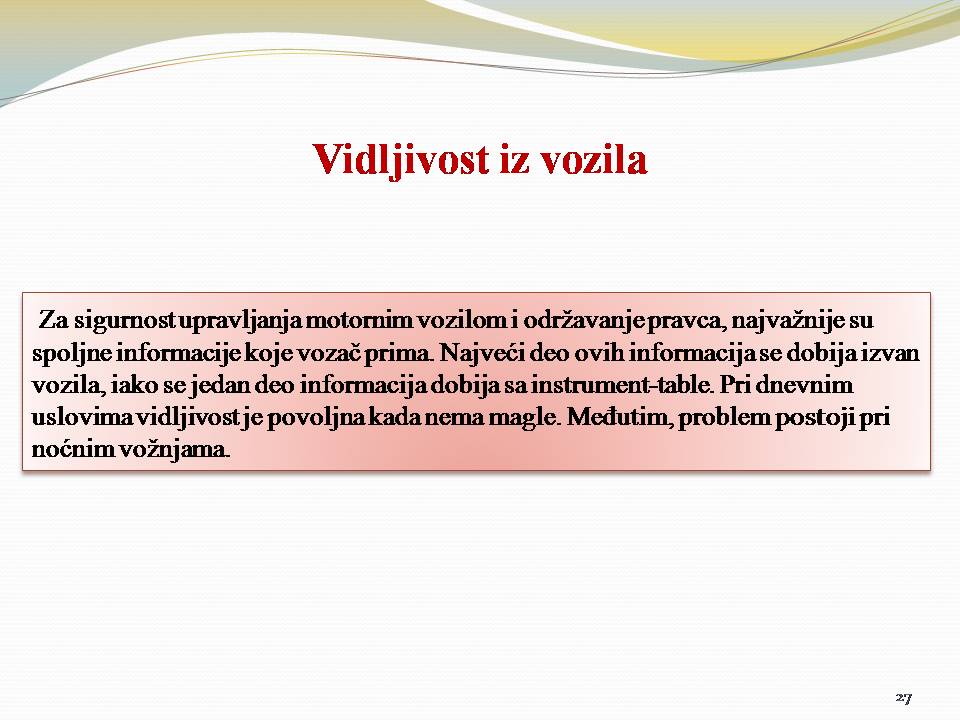 Vidljivost iz vozila
Za sigurnost upravljanja motornim vozilom i održavanje pravca, najvažnije su
spoljne informacije koje vozač prima. Najveći deo ovih informacija se dobija izvan
vozila, iako se jedan deo informacija dobija sa instrument-table. Pri dnevnim
uslovima vidljivost je povoljna kada nema magle. Međutim, problem postoji pri
noćnim vožnjama.
27